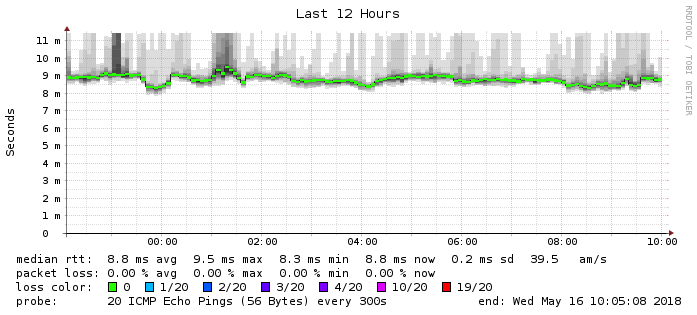 Last 12 Hours
RRDTOOL / TOBI OETIKER
Seconds
11 m
10 m
9 m
8 m
7 m
6 m
5 m
4 m
3 m
2 m
1 m
0
00:00 02:00 04:00 06:00 08:00 10:00
median rtt: 8.8 ms avg 9.5 ms max 8.3 ms min 8.8 ms now 0.2 ms sd 39.5 am/s
packet loss: 0.00 % avg 0.00 % max 0.00 % min 0.00 % now
loss color: 0 1/20 2/20 3/20 4/20 10/20 19/20
probe: 20 ICMP Echo Pings (56 Bytes) every 300s end: Wed May 16 10:05:08 2018